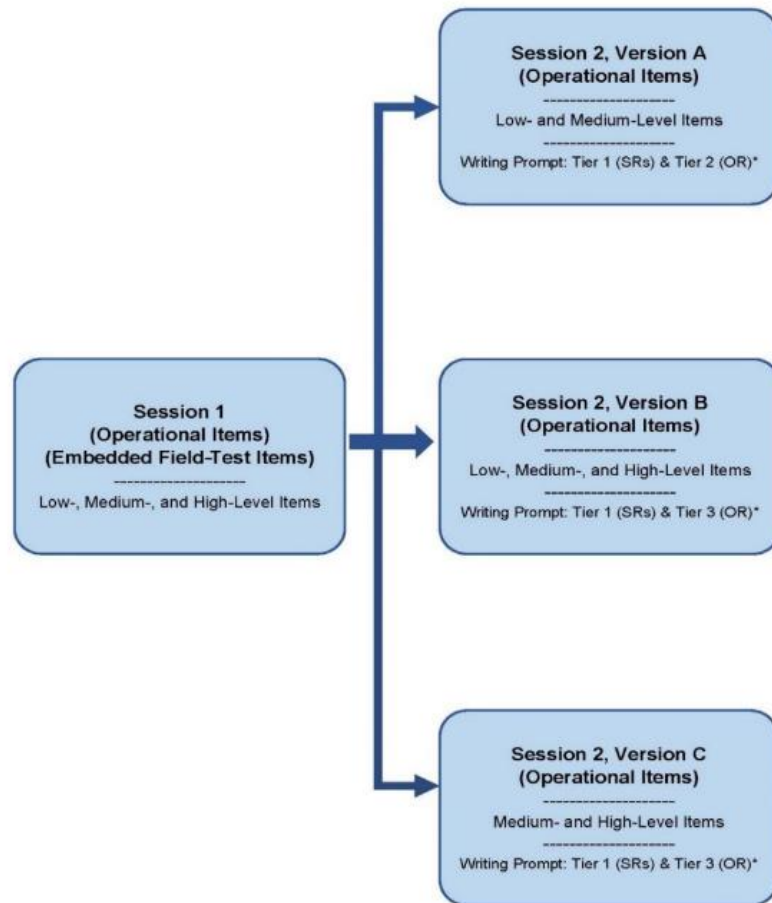 Session 2, Version A
(Operational Items)
---------------------
Low- and Medium-Level Items
---------------------
Writing Prompt: Tier 1 (SRs) & Tier 2 (OR)*
Session 1
(Operational Items)
(Embedded Field-Test Items)
---------------------
Low-, Medium-, and High-Level Items
Session 2, Version B
(Operational Items)
---------------------
Low-, Medium-, and High-Level Items
---------------------
Writing Prompt: Tier 1 (SRs) & Tier 3 (OR)*
Session 2, Version C
(Operational Items)
---------------------
Medium- and High-Level Items
---------------------
Writing Prompt: Tier 1 (SRs) & Tier 3 (OR)*